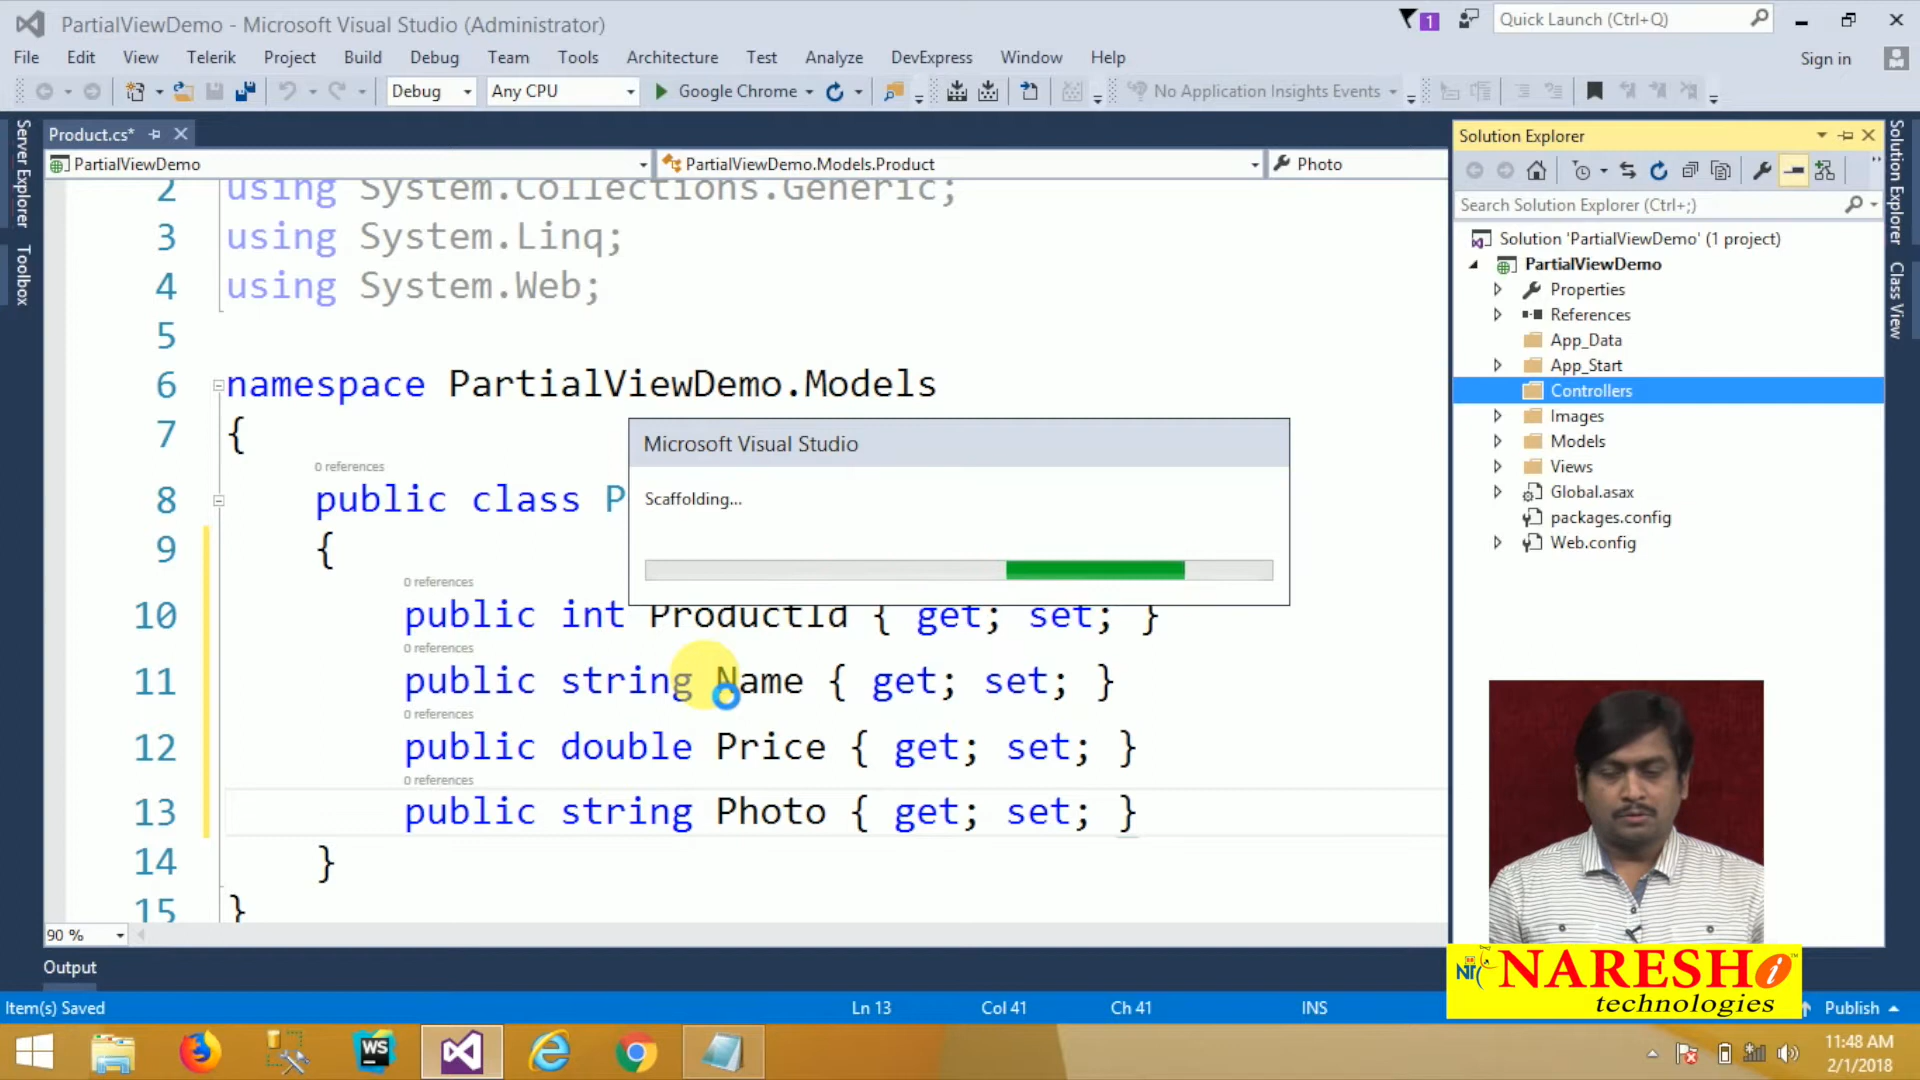 PartialViewDemo - Microsoft Visual Studio (Administrator)
1
Quick Launch (Ctrl+Q)
File Edit View Telerik Project Build Debug Team Tools Architecture Test Analyze DevExpress Window Help
Sign in
Debug Any CPU Google Chrome No Application Insights Events
Server Explorer
Toolbox
Product.cs*
PartialViewDemo PartialViewDemo.Models.Product Photo
2 using System.Collections.Generic;
3 using System.Linq;
4 using System.Web;
5
6 namespace PartialViewDemo.Models
7 {
0 references
8 public class P
9 {
0 references
10 public int ProductId { get; set; }
0 references
11 public string Name { get; set; }
0 references
12 public double Price { get; set; }
0 references
13 public string Photo { get; set; }
14 }
15 }
90 %
Microsoft Visual Studio
Scaffolding...
Solution Explorer
Search Solution Explorer (Ctrl+;)
Solution 'PartialViewDemo' (1 project)
PartialViewDemo
Properties
References
App_Data
App_Start
Controllers
Images
Models
Views
Global.asax
packages.config
Web.config
Solution Explorer
Class View
Output
Item(s) Saved Ln 13 Col 41 Ch 41 INS Publish
NARESH i
technologies
WS
11:48 AM
2/1/2018